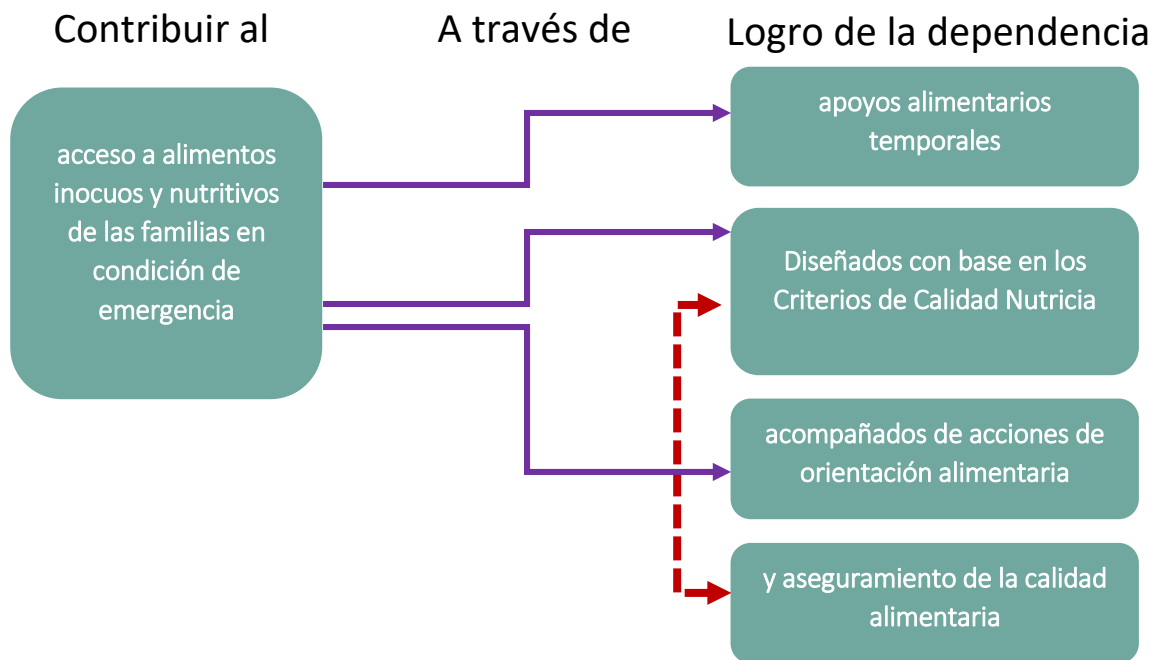 Contribuir al
A través de
Logro de la dependencia
acceso a alimentos
inocuos y nutritivos
de las familias en
condición de
emergencia
apoyos alimentarios
temporales
Diseñados con base en los
Criterios de Calidad Nutricia
acompañados de acciones de
orientación alimentaria
y aseguramiento de la calidad
alimentaria